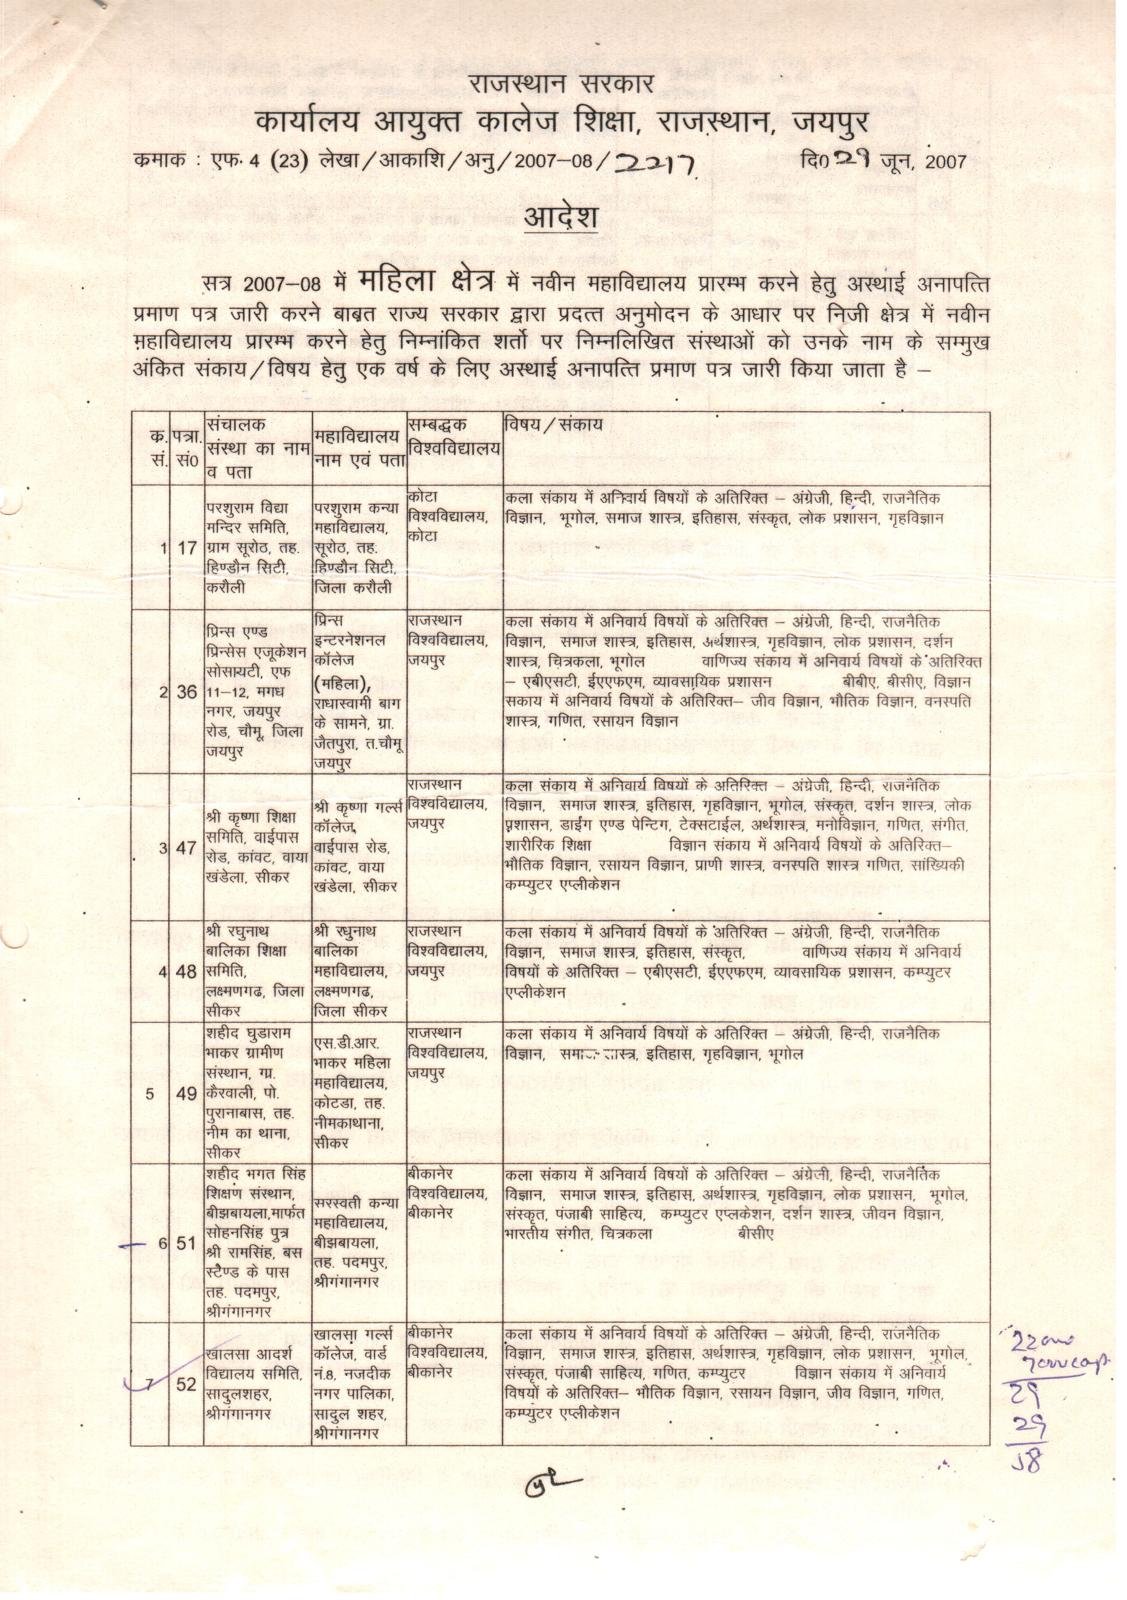 राजस्थान सरकार
कार्यालय आयुक्त कालेज शिक्षा, राजस्थान, जयपुर
कमाक : एफ. 4 (23) लेखा/आकाशि/अनु/2007–08/2217 दि0 29 जून, 2007
आदेश
सत्र 2007–08 में महिला क्षेत्र में नवीन महाविद्यालय प्रारम्भ करने हेतु अस्थाई अनापत्ति
प्रमाण पत्र जारी करने बाबत राज्य सरकार द्वारा प्रदत्त अनुमोदन के आधार पर निजी क्षेत्र में नवीन
महाविद्यालय प्रारम्भ करने हेतु निम्नांकित शर्तो पर निम्नलिखित संस्थाओं को उनके नाम के सम्मुख
अंकित संकाय/विषय हेतु एक वर्ष के लिए अस्थाई अनापत्ति प्रमाण पत्र जारी किया जाता है –
क. सं.
पत्रा. सं0
संचालक
संस्था का नाम
व पता
महाविद्यालय
नाम एवं पता
सम्बद्धक
विश्वविद्यालय
विषय/संकाय
1
17
परशुराम विद्या
मन्दिर समिति,
ग्राम सूरोठ, तह.
हिण्डौन सिटी,
करौली
परशुराम कन्या
महाविद्यालय,
सूरोठ, तह.
हिण्डौन सिटी,
जिला करौली
कोटा
विश्वविद्यालय,
कोटा
कला संकाय में अनिवार्य विषयों के अतिरिक्त – अंग्रेजी, हिन्दी, राजनैतिक
विज्ञान, भूगोल, समाज शास्त्र, इतिहास, संस्कृत, लोक प्रशासन, गृहविज्ञान
2
36
प्रिन्स एण्ड
प्रिन्सेस एजूकेशन
सोसायटी, एफ
11–12, मगध
नगर, जयपुर
रोड, चौमू, जिला
जयपुर
प्रिन्स
इन्टरनेशनल
कॉलेज
(महिला),
राधास्वामी बाग
के सामने, ग्रा.
जैतपुरा, त.चौमू
जयपुर
राजस्थान
विश्वविद्यालय,
जयपुर
कला संकाय में अनिवार्य विषयों के अतिरिक्त – अंग्रेजी, हिन्दी, राजनैतिक
विज्ञान, समाज शास्त्र, इतिहास, अर्थशास्त्र, गृहविज्ञान, लोक प्रशासन, दर्शन
शास्त्र, चित्रकला, भूगोल वाणिज्य संकाय में अनिवार्य विषयों के अतिरिक्त
– एबीएसटी, ईएएफएम, व्यावसायिक प्रशासन बीबीए, बीसीए, विज्ञान
सकाय में अनिवार्य विषयों के अतिरिक्त– जीव विज्ञान, भौतिक विज्ञान, वनस्पति
शास्त्र, गणित, रसायन विज्ञान
3
47
श्री कृष्णा शिक्षा
समिति, वाईपास
रोड, कांवट, वाया
खंडेला, सीकर
श्री कृष्णा गर्ल्स
कॉलेज,
वाईपास रोड,
कांवट, वाया
खंडेला, सीकर
राजस्थान
विश्वविद्यालय,
जयपुर
कला संकाय में अनिवार्य विषयों के अतिरिक्त – अंग्रेजी, हिन्दी, राजनैतिक
विज्ञान, समाज शास्त्र, इतिहास, गृहविज्ञान, भूगोल, संस्कृत, दर्शन शास्त्र, लोक
प्रशासन, डाईंग एण्ड पेन्टिग, टेक्सटाईल, अर्थशास्त्र, मनोविज्ञान, गणित, संगीत,
शारीरिक शिक्षा विज्ञान संकाय में अनिवार्य विषयों के अतिरिक्त–
भौतिक विज्ञान, रसायन विज्ञान, प्राणी शास्त्र, वनस्पति शास्त्र गणित, सांख्यिकी
कम्प्युटर एप्लीकेशन
4
48
श्री रघुनाथ
बालिका शिक्षा
समिति,
लक्ष्मणगढ, जिला
सीकर
श्री रघुनाथ
बालिका
महाविद्यालय,
लक्ष्मणगढ,
जिला सीकर
राजस्थान
विश्वविद्यालय,
जयपुर
कला संकाय में अनिवार्य विषयों के अतिरिक्त – अंग्रेजी, हिन्दी, राजनैतिक
विज्ञान, समाज शास्त्र, इतिहास, संस्कृत, वाणिज्य संकाय में अनिवार्य
विषयों के अतिरिक्त – एबीएसटी, ईएएफएम, व्यावसायिक प्रशासन, कम्प्युटर
एप्लीकेशन
5
49
शहीद घुडाराम
भाकर ग्रामीण
संस्थान, ग्रा.
कैरवाली, पो.
पुरानाबास, तह.
नीम का थाना,
सीकर
एस.डी.आर.
भाकर महिला
महाविद्यालय,
कोटडा, तह.
नीमकाथाना,
सीकर
राजस्थान
विश्वविद्यालय,
जयपुर
कला संकाय में अनिवार्य विषयों के अतिरिक्त – अंग्रेजी, हिन्दी, राजनैतिक
विज्ञान, समाज शास्त्र, इतिहास, गृहविज्ञान, भूगोल
6
51
शहीद भगत सिंह
शिक्षण संस्थान,
बीझबायला,मार्फत
सोहनसिंह पुत्र
श्री रामसिंह, बस
स्टैण्ड के पास
तह. पदमपुर,
श्रीगंगानगर
सरस्वती कन्या
महाविद्यालय,
बीझबायला,
तह. पदमपुर,
श्रीगंगानगर
बीकानेर
विश्वविद्यालय,
बीकानेर
कला संकाय में अनिवार्य विषयों के अतिरिक्त – अंग्रेजी, हिन्दी, राजनैतिक
विज्ञान, समाज शास्त्र, इतिहास, अर्थशास्त्र, गृहविज्ञान, लोक प्रशासन, भूगोल,
संस्कृत, पंजाबी साहित्य, कम्प्युटर एप्लकेशन, दर्शन शास्त्र, जीवन विज्ञान,
भारतीय संगीत, चित्रकला बीसीए
7
52
खालसा आदर्श
विद्यालय समिति,
सादुलशहर,
श्रीगंगानगर
खालसा गर्ल्स
कॉलेज, वार्ड
नं.8, नजदीक
नगर पालिका,
सादुल शहर,
श्रीगंगानगर
बीकानेर
विश्वविद्यालय,
बीकानेर
कला संकाय में अनिवार्य विषयों के अतिरिक्त – अंग्रेजी, हिन्दी, राजनैतिक
विज्ञान, समाज शास्त्र, इतिहास, अर्थशास्त्र, गृहविज्ञान, लोक प्रशासन, भूगोल,
संस्कृत, पंजाबी साहित्य, गणित, कम्प्युटर विज्ञान संकाय में अनिवार्य
विषयों के अतिरिक्त– भौतिक विज्ञान, रसायन विज्ञान, जीव विज्ञान, गणित,
कम्प्युटर एप्लीकेशन
29
29
58